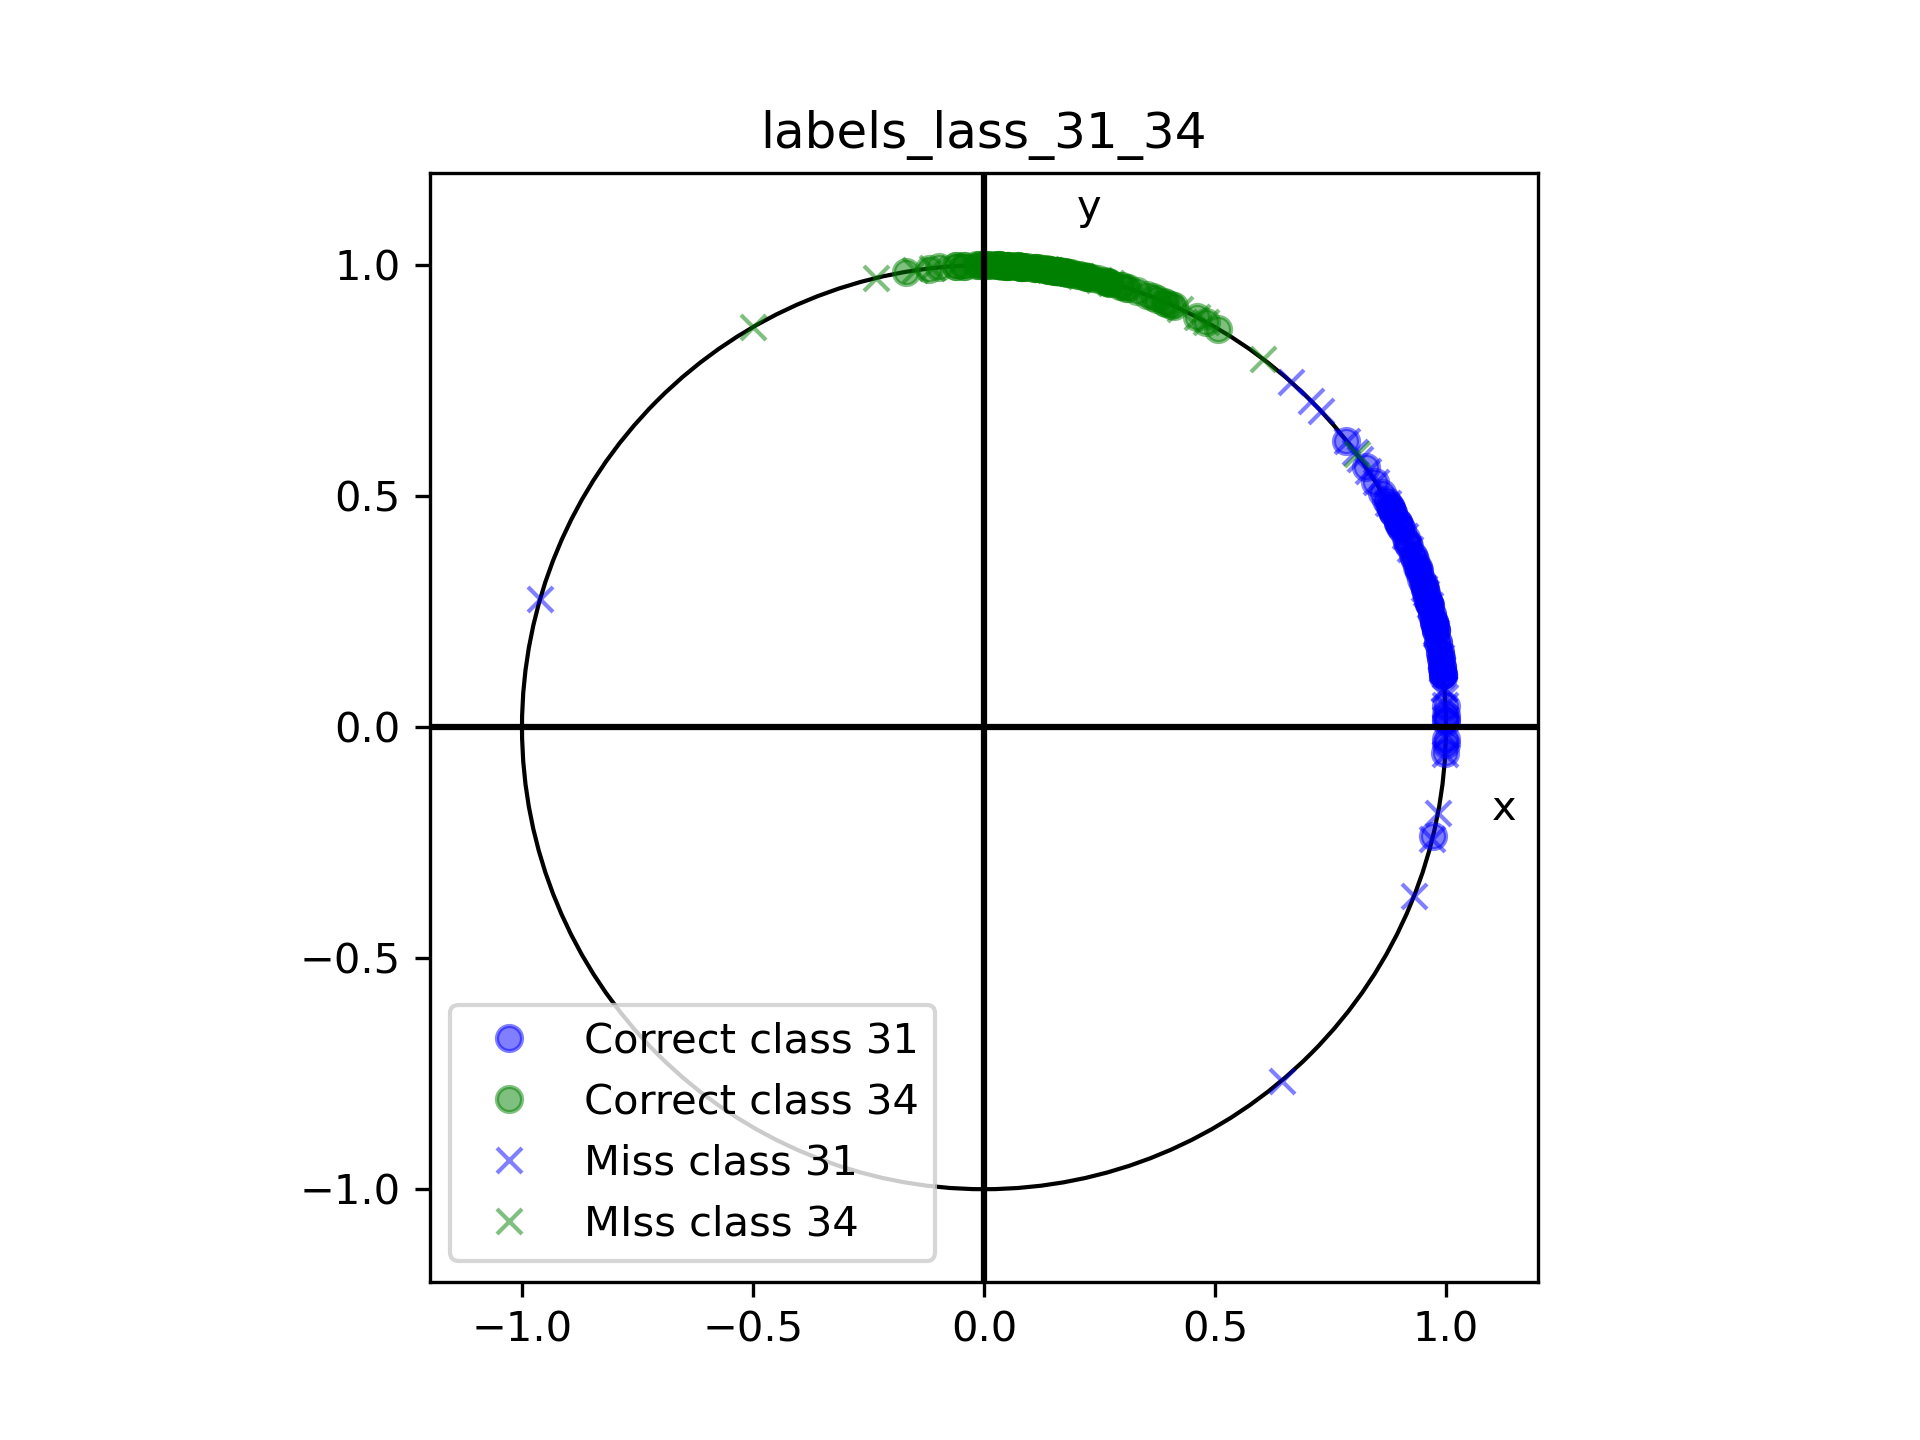 labels_lass_31_34
y
1.0
0.5
0.0
x
−0.5
−1.0
Correct class 31
Correct class 34
Miss class 31
MIss class 34
−1.0 −0.5 0.0 0.5 1.0